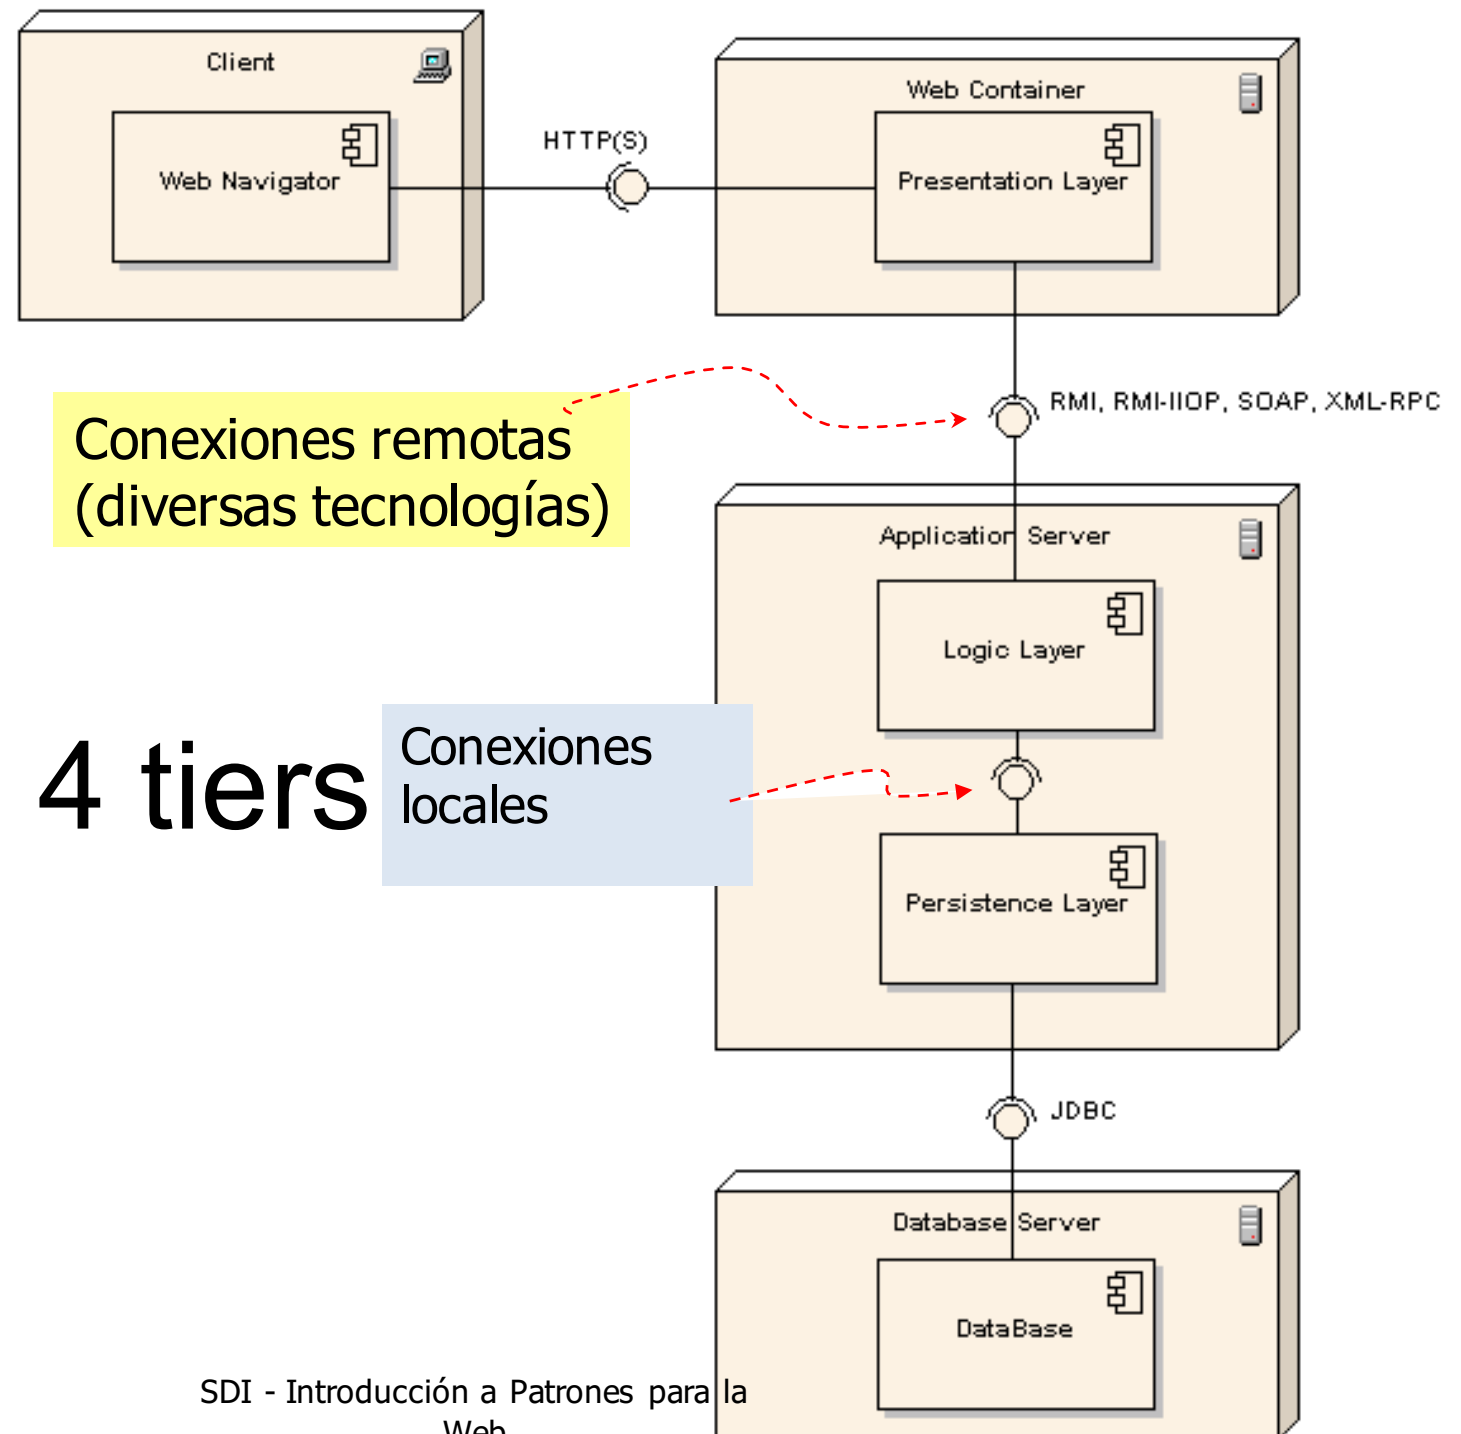 Client
Web Container
HTTP(S)
Web Navigator
Presentation Layer
RMI, RMI-IIOP, SOAP, XML-RPC
Conexiones remotas
(diversas tecnologías)
Application Server
Logic Layer
4 tiers
Conexiones
locales
Persistence Layer
JDBC
Database Server
DataBase
SDI - Introducción a Patrones para la
Web